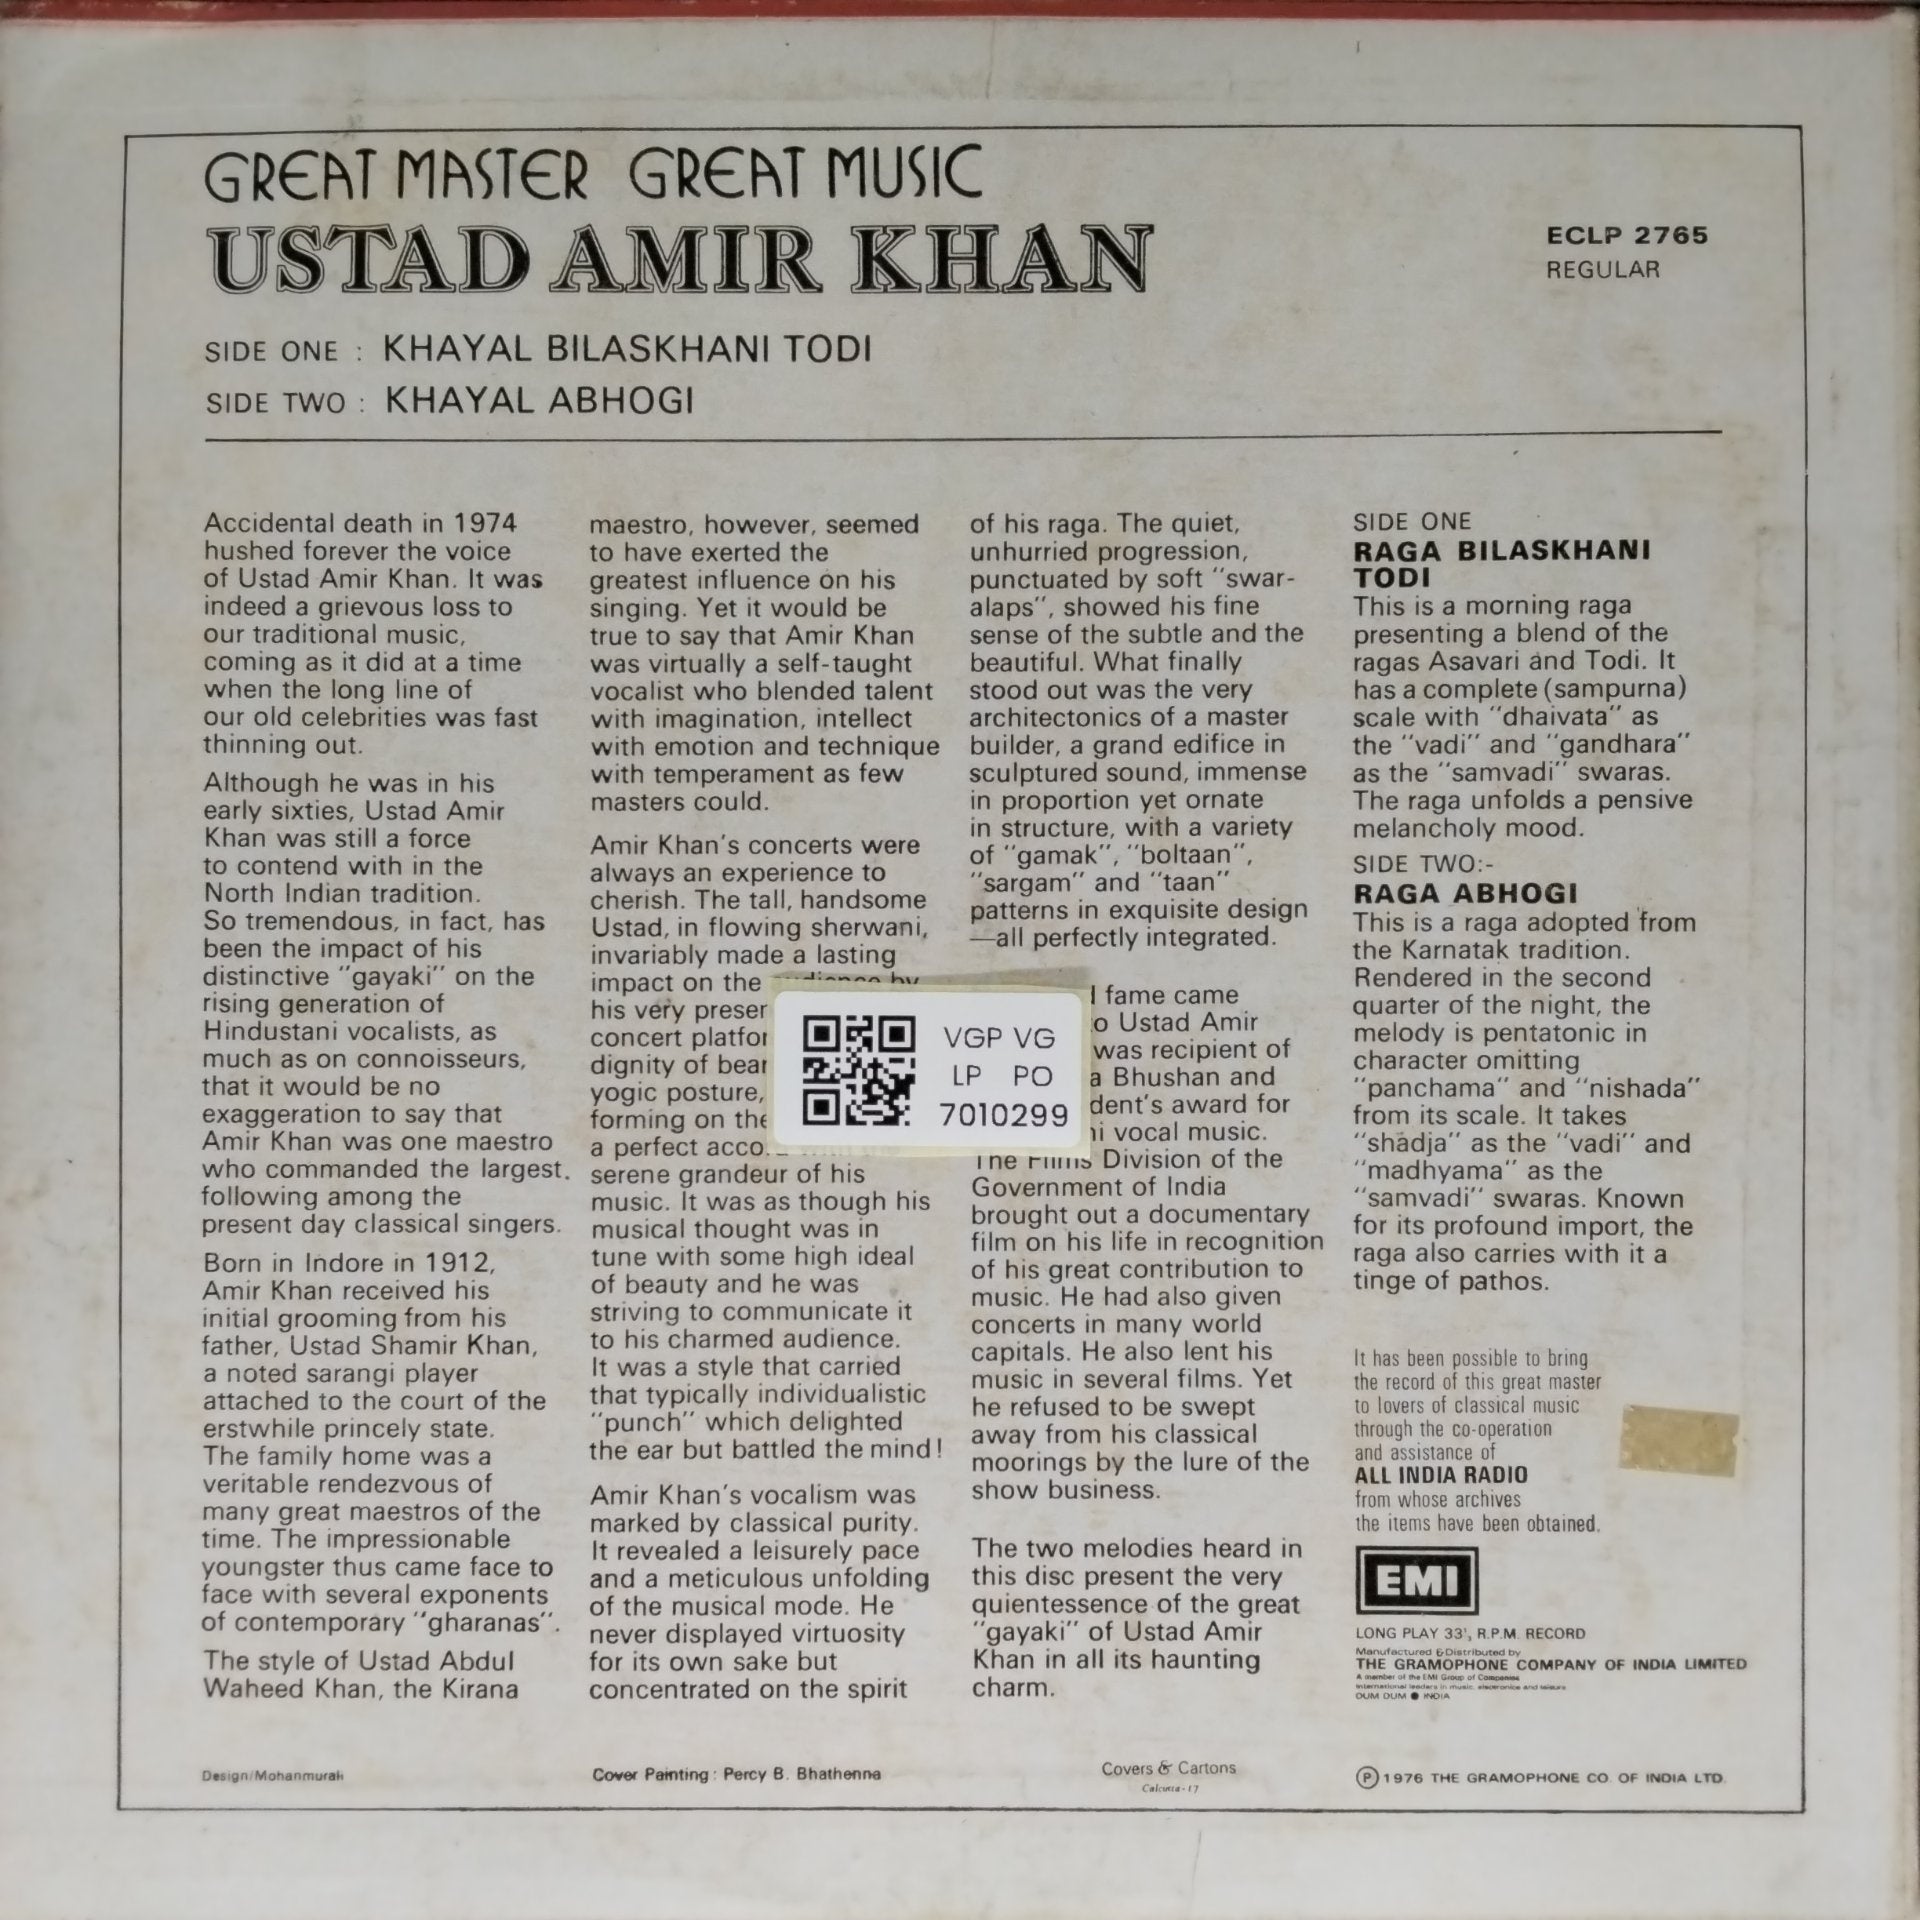 GREAT MASTER GREAT MUSIC
USTAD AMIR KHAN
ECLP 2765
REGULAR
SIDE ONE : KHAYAL BILASKHANI TODI
SIDE TWO : KHAYAL ABHOGI
Accidental death in 1974
hushed forever the voice
of Ustad Amir Khan. It was
indeed a grievous loss to
our traditional music,
coming as it did at a time
when the long line of
our old celebrities was fast
thinning out.
Although he was in his
early sixties, Ustad Amir
Khan was still a force
to contend with in the
North Indian tradition.
So tremendous, in fact, has
been the impact of his
distinctive "gayaki" on the
rising generation of
Hindustani vocalists, as
much as on connoisseurs,
that it would be no
exaggeration to say that
Amir Khan was one maestro
who commanded the largest.
following among the
present day classical singers.
Born in Indore in 1912,
Amir Khan received his
initial grooming from his
father, Ustad Shamir Khan,
a noted sarangi player
attached to the court of the
erstwhile princely state.
The family home was a
veritable rendezvous of
many great maestros of the
time. The impressionable
youngster thus came face to
face with several exponents
of contemporary "gharanas".
The style of Ustad Abdul
Waheed Khan, the Kirana
maestro, however, seemed
to have exerted the
greatest influence on his
singing. Yet it would be
true to say that Amir Khan
was virtually a self-taught
vocalist who blended talent
with imagination, intellect
with emotion and technique
with temperament as few
masters could.
Amir Khan's concerts were
always an experience to
cherish. The tall, handsome
Ustad, in flowing sherwani,
invariably made a lasting
impact on the
his very
concert
dignity of
yogic posture,
forming on
a perfect
serene grandeur of his
music. It was as though his
musical thought was in
tune with some high ideal
of beauty and he was
striving to communicate it
to his charmed audience.
It was a style that carried
that typically individualistic
"punch" which delighted
the ear but battled the mind!
Amir Khan's vocalism was
marked by classical purity.
It revealed a leisurely pace
and a meticulous unfolding
of the musical mode. He
never displayed virtuosity
for its own sake but
concentrated on the spirit
of his raga. The quiet,
unhurried progression,
punctuated by soft "swar-
alaps", showed his fine
sense of the subtle and the
beautiful. What finally
stood out was the very
architectonics of a master
builder, a grand edifice in
sculptured sound, immense
in proportion yet ornate
in structure, with a variety
of "gamak", "boltaan",
"sargam" and "taan"
patterns in exquisite design
—all perfectly integrated.
fame came
Ustad Amir
was recipient of
Bhushan and
award for
vocal music.
The Films Division of the
Government of India
brought out a documentary
film on his life in recognition
of his great contribution to
music. He had also given
concerts in many world
capitals. He also lent his
music in several films. Yet
he refused to be swept
away from his classical
moorings by the lure of the
show business.
The two melodies heard in
this disc present the very
quientessence of the great
"gayaki" of Ustad Amir
Khan in all its haunting
charm.
VGP VG
LP PO
7010299
SIDE ONE
RAGA BILASKHANI
TODI
This is a morning raga
presenting a blend of the
ragas Asavari and Todi. It
has a complete (sampurna)
scale with "dhaivata" as
the "vadi" and "gandhara"
as the "samvadi" swaras.
The raga unfolds a pensive
melancholy mood.
SIDE TWO:-
RAGA ABHOGI
This is a raga adopted from
the Karnatak tradition.
Rendered in the second
quarter of the night, the
melody is pentatonic in
character omitting
"panchama" and "nishada"
from its scale. It takes
"shadja" as the "vadi" and
"madhyama" as the
"samvadi" swaras. Known
for its profound import, the
raga also carries with it a
tinge of pathos.
It has been possible to bring
the record of this great master
to lovers of classical music
through the co-operation
and assistance of
ALL INDIA RADIO
from whose archives
the items have been obtained.
EMI
LONG PLAY 33⅓ R.P.M. RECORD
Manufactured & Distributed by
THE GRAMOPHONE COMPANY OF INDIA LIMITED
A member of the EMI Group of Companies
International leaders in music, electronics and leisure
DUM DUM ● INDIA
Design/Mohanmurali
Cover Painting : Percy B. Bhathenna
Covers & Cartons
Calcutta-17
Ⓟ 1976 THE GRAMOPHONE CO. OF INDIA LTD.